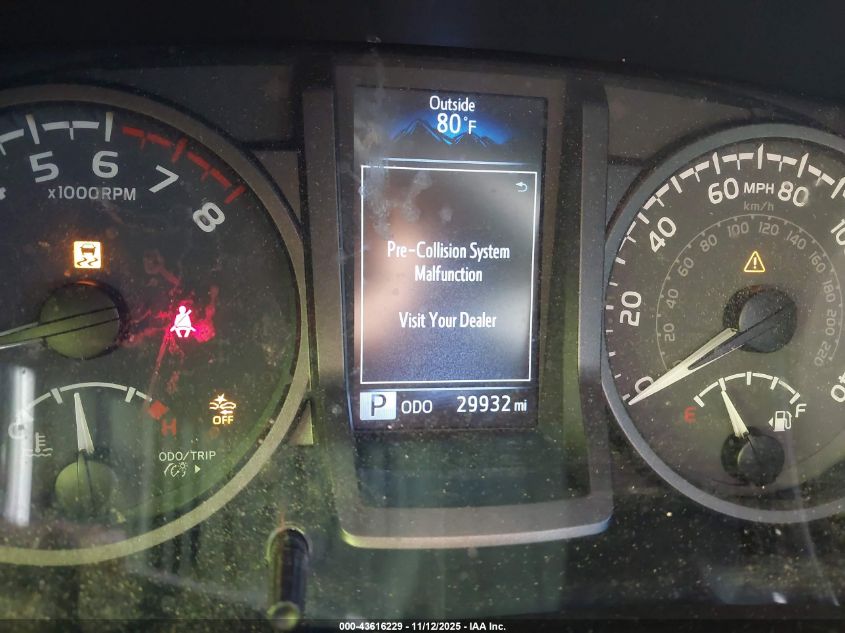 Outside
80°F
Pre-Collision System
Malfunction
Visit Your Dealer
P ODO 29932 mi
5 6 7 8
x1000RPM
OFF
C H
ODO/TRIP
0 20 40 60 MPH 80
km/h
20 40 60 80 100 120 140 160 180 200 220
E F
000-43616229 - 11/12/2025 - IAA Inc.